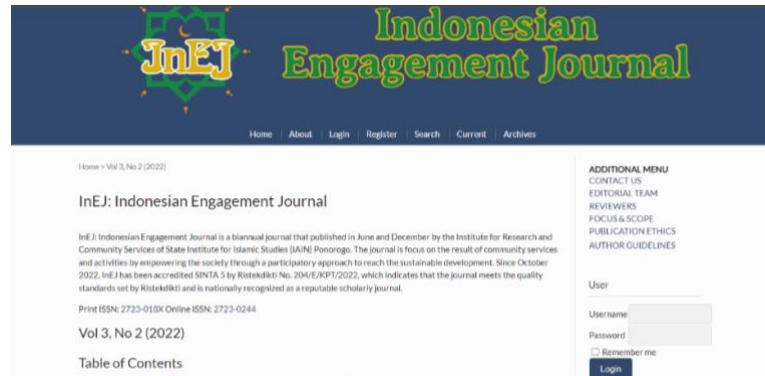 InEJ
Indonesian
Engagement Journal
Home About Login Register Search Current Archives
Home > Vol 3, No 2 (2022)
InEJ: Indonesian Engagement Journal
InEJ: Indonesian Engagement Journal is a biannual journal that published in June and December by the Institute for Research and
Community Services of State Institute for Islamic Studies (IAIN) Ponorogo. The journal is focus on the result of community services
and activities by empowering the society through a participatory approach to reach the sustainable development. Since October
2022, InEJ has been accredited SINTA 5 by Ristekdikti No. 204/E/KPT/2022, which indicates that the journal meets the quality
standards set by Ristekdikti and is nationally recognized as a reputable scholarly journal.
Print ISSN: 2723-018X Online ISSN: 2723-0244
Vol 3, No 2 (2022)
Table of Contents
ADDITIONAL MENU
CONTACT US
EDITORIAL TEAM
REVIEWERS
FOCUS & SCOPE
PUBLICATION ETHICS
AUTHOR GUIDELINES
User
Username
Password
Remember me
Login